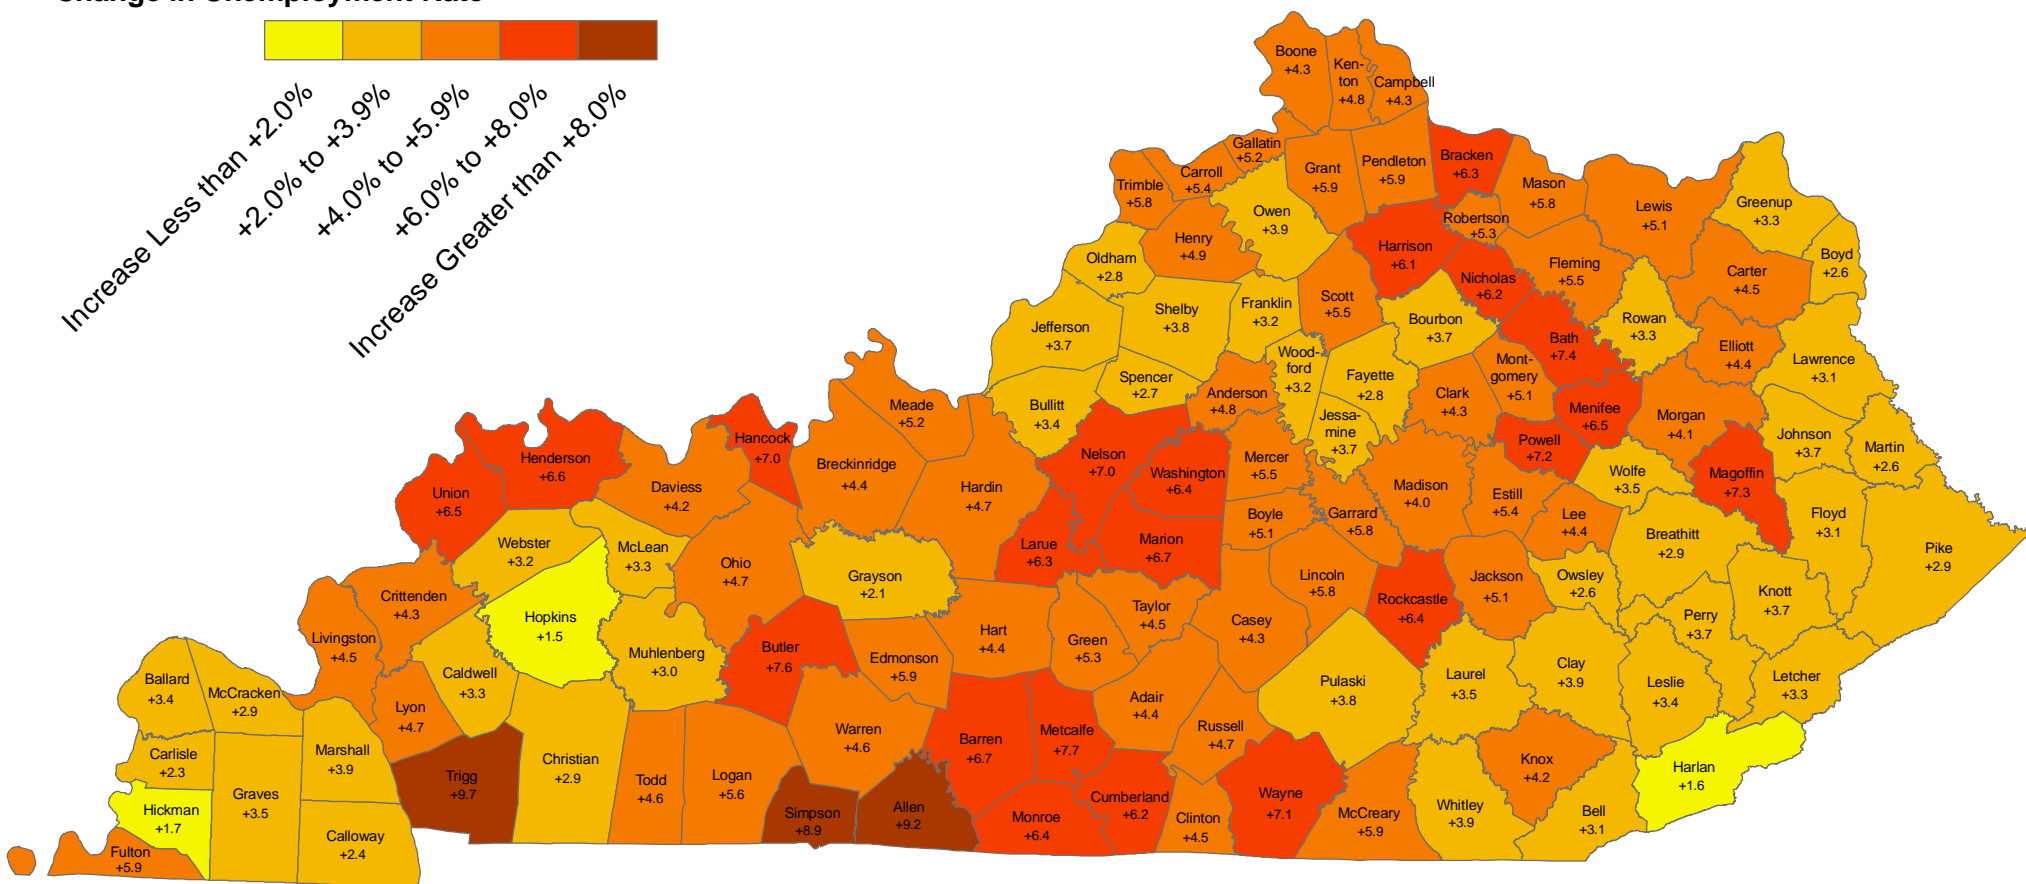 Change in Unemployment Rate
Increase Less than +2.0%
+2.0% to +3.9%
+4.0% to +5.9%
+6.0% to +8.0%
Increase Greater than +8.0%
Boone
+4.3
Ken-
ton
+4.8
Campbell
+4.3
Gallatin
+5.2
Grant
+5.9
Pendleton
+5.9
Bracken
+6.3
Mason
+5.8
Lewis
+5.1
Greenup
+3.3
Boyd
+2.6
Trimble
+5.8
Carroll
+5.4
Owen
+3.9
Henry
+4.9
Oldham
+2.8
Harrison
+6.1
Robertson
+5.3
Nicholas
+6.2
Fleming
+5.5
Carter
+4.5
Rowan
+3.3
Elliott
+4.4
Lawrence
+3.1
Jefferson
+3.7
Shelby
+3.8
Franklin
+3.2
Scott
+5.5
Bourbon
+3.7
Bath
+7.4
Mont-
gomery
+5.1
Wood-
ford
+3.2
Fayette
+2.8
Clark
+4.3
Menifee
+6.5
Morgan
+4.1
Johnson
+3.7
Martin
+2.6
Bullitt
+3.4
Spencer
+2.7
Anderson
+4.8
Jessa-
mine
+3.7
Powell
+7.2
Wolfe
+3.5
Magoffin
+7.3
Floyd
+3.1
Pike
+2.9
Meade
+5.2
Hancock
+7.0
Breckinridge
+4.4
Hardin
+4.7
Nelson
+7.0
Washington
+6.4
Mercer
+5.5
Madison
+4.0
Estill
+5.4
Lee
+4.4
Breathitt
+2.9
Henderson
+6.6
Union
+6.5
Daviess
+4.2
Webster
+3.2
McLean
+3.3
Ohio
+4.7
Grayson
+2.1
Larue
+6.3
Marion
+6.7
Boyle
+5.1
Garrard
+5.8
Lincoln
+5.8
Rockcastle
+6.4
Jackson
+5.1
Owsley
+2.6
Perry
+3.7
Knott
+3.7
Crittenden
+4.3
Livingston
+4.5
Hopkins
+1.5
Muhlenberg
+3.0
Butler
+7.6
Edmonson
+5.9
Hart
+4.4
Green
+5.3
Taylor
+4.5
Casey
+4.3
Pulaski
+3.8
Laurel
+3.5
Clay
+3.9
Leslie
+3.4
Letcher
+3.3
Ballard
+3.4
McCracken
+2.9
Caldwell
+3.3
Lyon
+4.7
Marshall
+3.9
Carlisle
+2.3
Graves
+3.5
Hickman
+1.7
Fulton
+5.9
Calloway
+2.4
Trigg
+9.7
Christian
+2.9
Todd
+4.6
Logan
+5.6
Warren
+4.6
Simpson
+8.9
Allen
+9.2
Barren
+6.7
Metcalfe
+7.7
Monroe
+6.4
Adair
+4.4
Russell
+4.7
Cumberland
+6.2
Clinton
+4.5
Wayne
+7.1
McCreary
+5.9
Whitley
+3.9
Knox
+4.2
Bell
+3.1
Harlan
+1.6